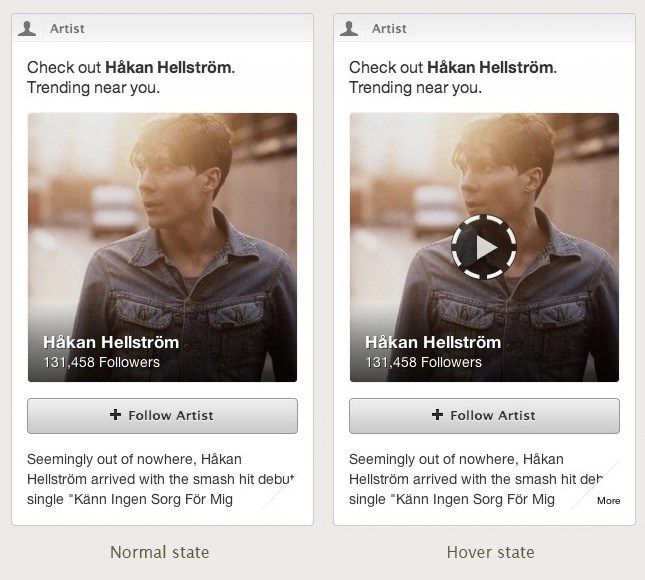 Artist
Check out Håkan Hellström.
Trending near you.
Håkan Hellström
131,458 Followers
+ Follow Artist
Seemingly out of nowhere, Håkan
Hellström arrived with the smash hit debut
single "Känn Ingen Sorg För Mig
Normal state
Artist
Check out Håkan Hellström.
Trending near you.
Håkan Hellström
131,458 Followers
+ Follow Artist
Seemingly out of nowhere, Håkan
Hellström arrived with the smash hit deb
single "Känn Ingen Sorg För Mig
More
Hover state